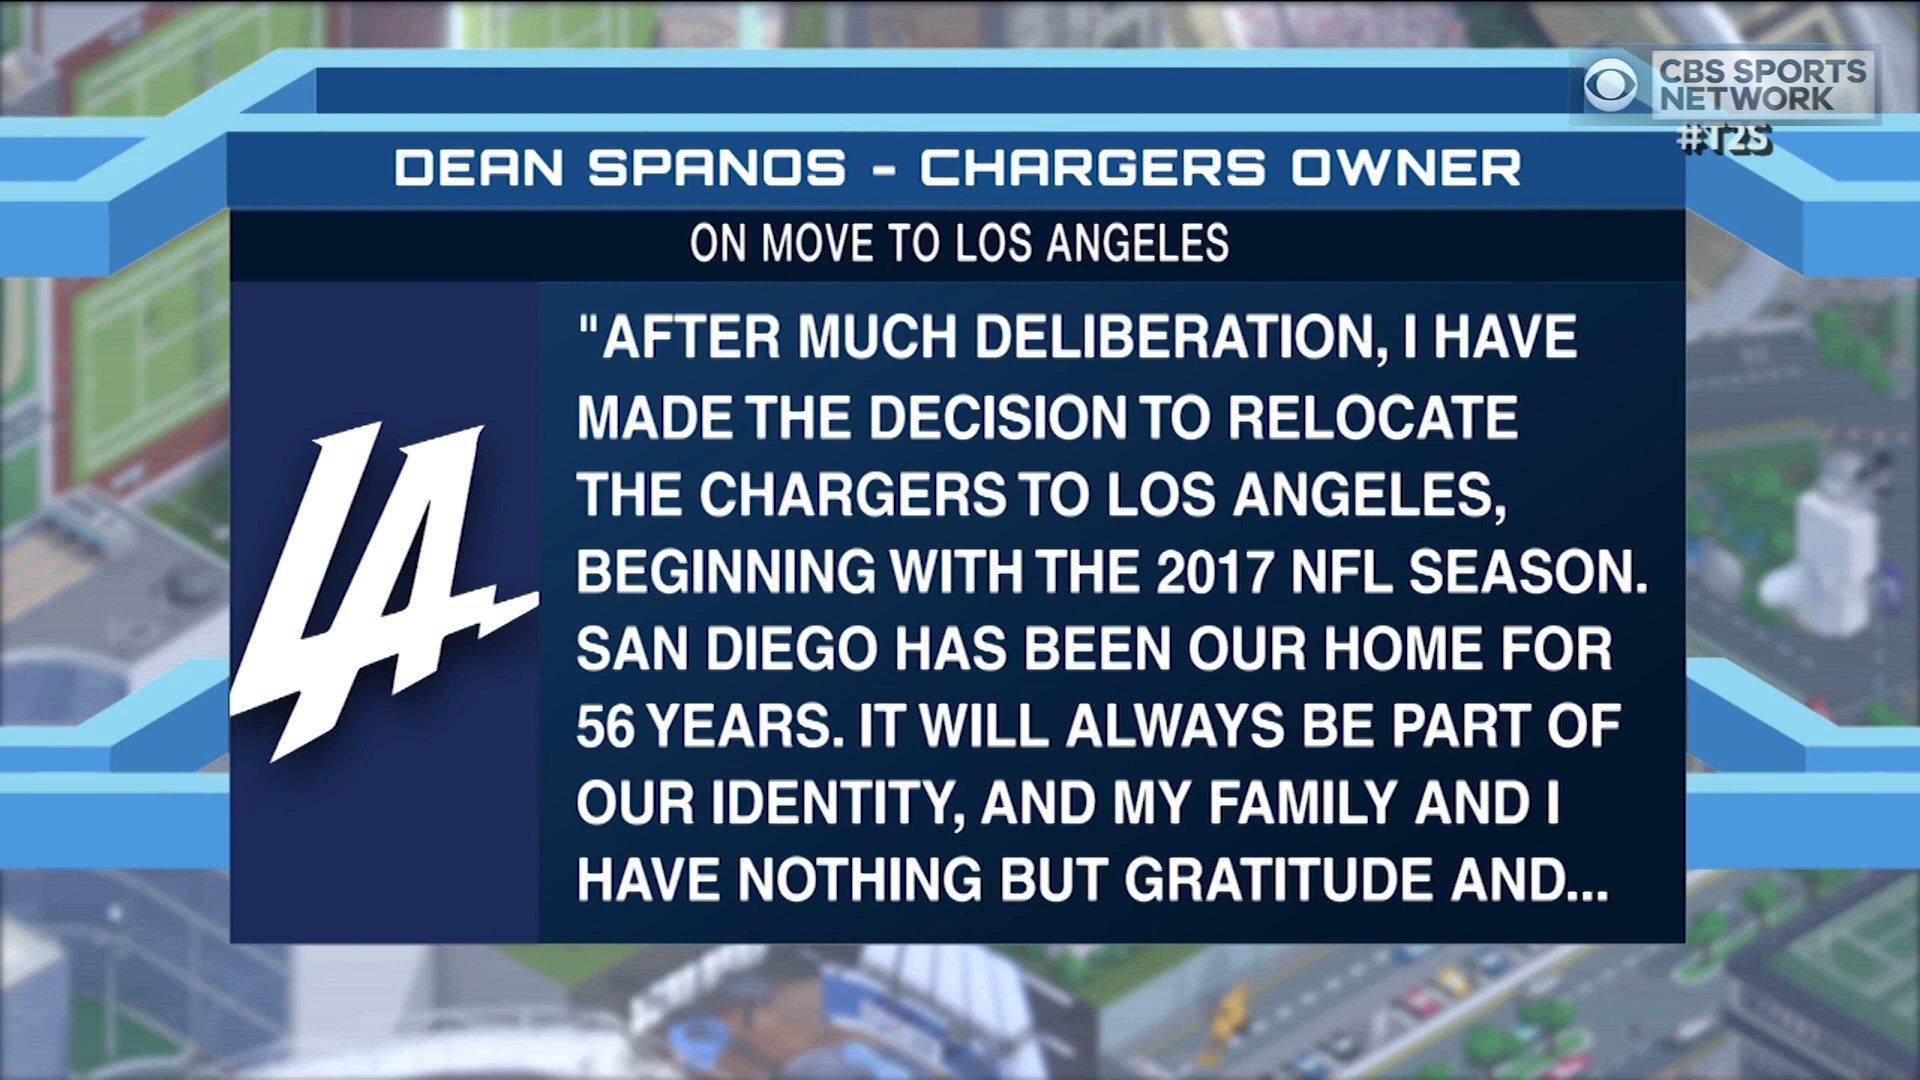 CBS SPORTS
NETWORK
#T2S
DEAN SPANOS - CHARGERS OWNER
ON MOVE TO LOS ANGELES
LA
"AFTER MUCH DELIBERATION, I HAVE
MADE THE DECISION TO RELOCATE
THE CHARGERS TO LOS ANGELES,
BEGINNING WITH THE 2017 NFL SEASON.
SAN DIEGO HAS BEEN OUR HOME FOR
56 YEARS. IT WILL ALWAYS BE PART OF
OUR IDENTITY, AND MY FAMILY AND I
HAVE NOTHING BUT GRATITUDE AND...